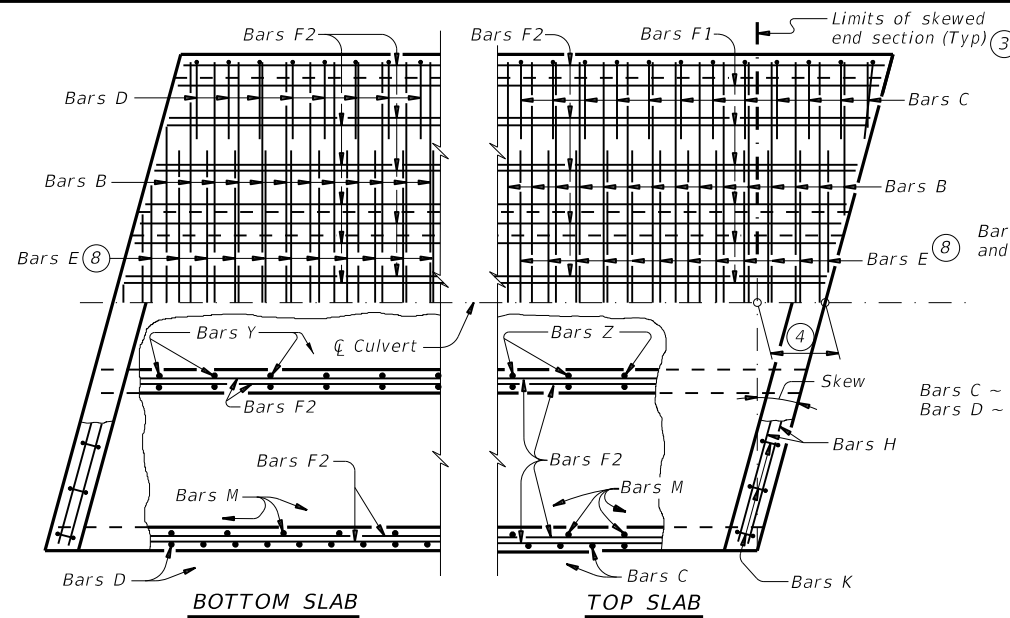 Limits of skewed
end section (Typ) 3
Bars F2
Bars F2
Bars F1
Bars D
Bars C
Bars B
Bars B
Bars E 8
Bars E 8
Bar
and
Bars Y
℄ Culvert
Bars Z
4
Skew
Bars F2
Bars C ~
Bars D ~
Bars H
Bars F2
Bars F2
Bars M
Bars M
Bars D
Bars C
Bars K
BOTTOM SLAB
TOP SLAB